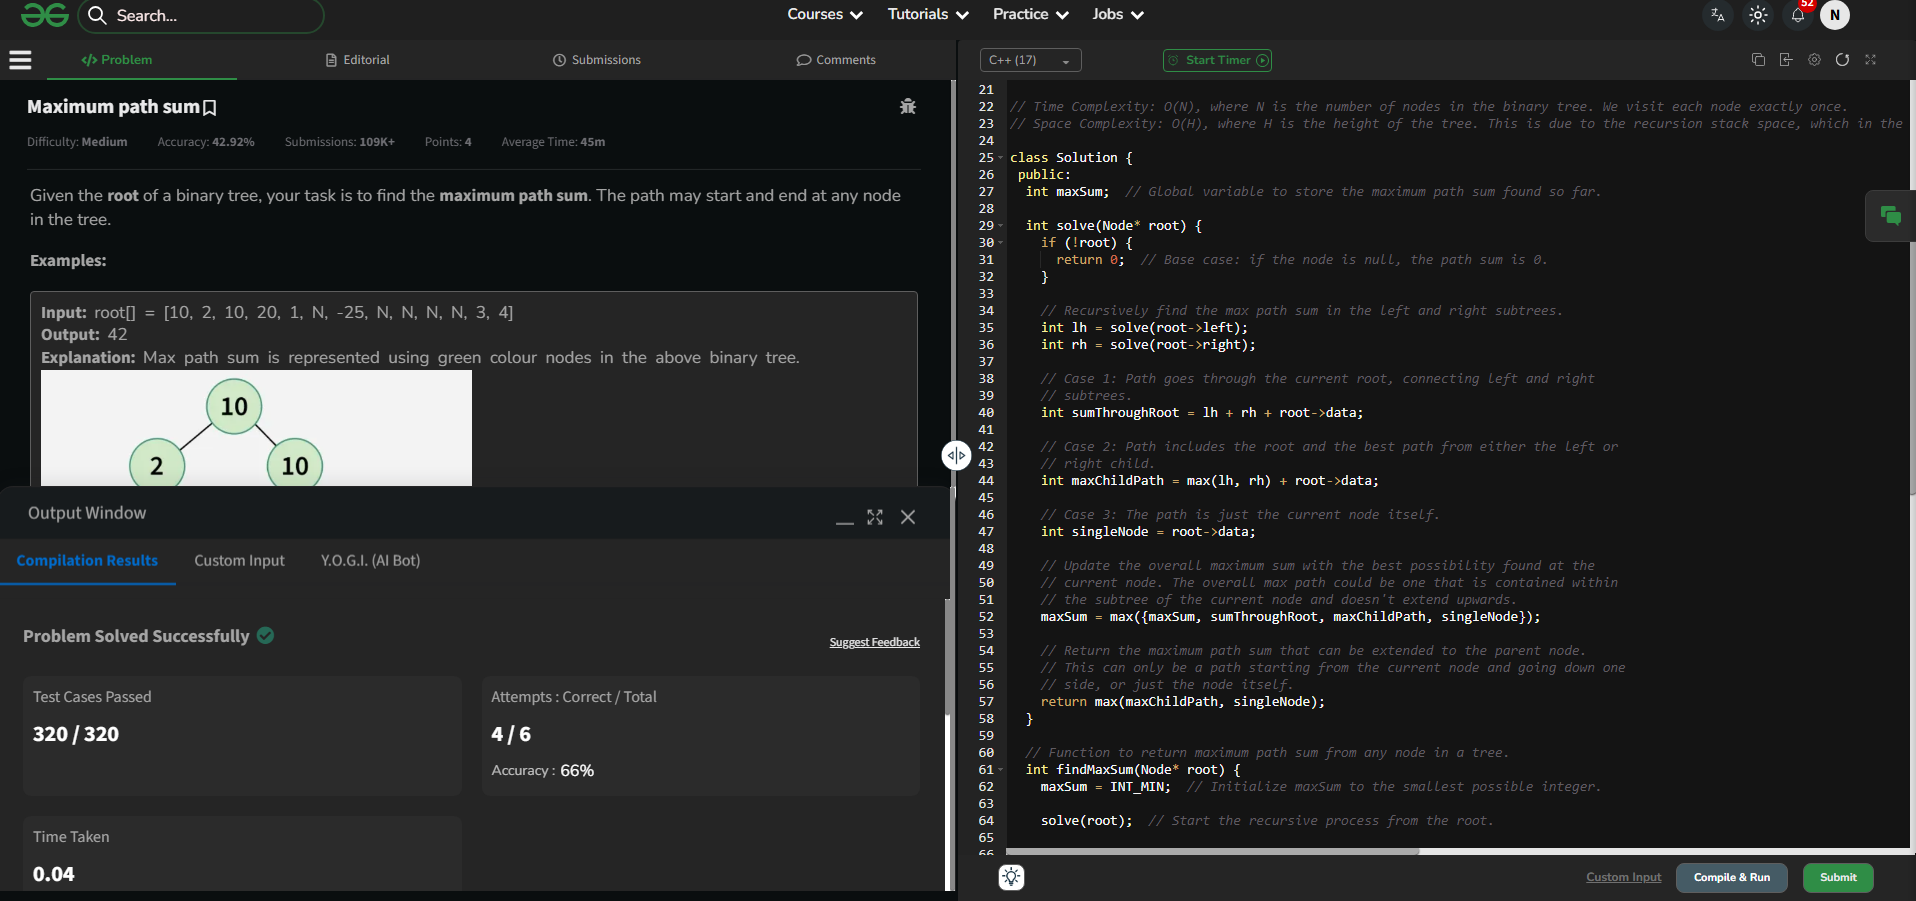 Search...
Courses
Tutorials
Practice
Jobs
52
N
Problem
Editorial
Submissions
Comments
Maximum path sum
Difficulty: Medium
Accuracy: 42.92%
Submissions: 109K+
Points: 4
Average Time: 45m
Given the root of a binary tree, your task is to find the maximum path sum. The path may start and end at any node
in the tree.
Examples:
Input: root[] = [10, 2, 10, 20, 1, N, -25, N, N, N, N, 3, 4]
Output: 42
Explanation: Max path sum is represented using green colour nodes in the above binary tree.
10
2
10
Output Window
Compilation Results
Custom Input
Y.O.G.I. (AI Bot)
Problem Solved Successfully
Suggest Feedback
Test Cases Passed
320 / 320
Attempts : Correct / Total
4 / 6
Accuracy : 66%
Time Taken
0.04
C++ (17)
Start Timer
21
22 // Time Complexity: O(N), where N is the number of nodes in the binary tree. We visit each node exactly once.
23 // Space Complexity: O(H), where H is the height of the tree. This is due to the recursion stack space, which in the
24
25 class Solution {
26 public:
27 int maxSum; // Global variable to store the maximum path sum found so far.
28
29 int solve(Node* root) {
30 if (!root) {
31 return 0; // Base case: if the node is null, the path sum is 0.
32 }
33
34 // Recursively find the max path sum in the left and right subtrees.
35 int lh = solve(root->left);
36 int rh = solve(root->right);
37
38 // Case 1: Path goes through the current root, connecting left and right
39 // subtrees.
40 int sumThroughRoot = lh + rh + root->data;
41
42 // Case 2: Path includes the root and the best path from either the left or
43 // right child.
44 int maxChildPath = max(lh, rh) + root->data;
45
46 // Case 3: The path is just the current node itself.
47 int singleNode = root->data;
48
49 // Update the overall maximum sum with the best possibility found at the
50 // current node. The overall max path could be one that is contained within
51 // the subtree of the current node and doesn't extend upwards.
52 maxSum = max({maxSum, sumThroughRoot, maxChildPath, singleNode});
53
54 // Return the maximum path sum that can be extended to the parent node.
55 // This can only be a path starting from the current node and going down one
56 // side, or just the node itself.
57 return max(maxChildPath, singleNode);
58 }
59
60 // Function to return maximum path sum from any node in a tree.
61 int findMaxSum(Node* root) {
62 maxSum = INT_MIN; // Initialize maxSum to the smallest possible integer.
63
64 solve(root); // Start the recursive process from the root.
65
66
Custom Input
Compile & Run
Submit